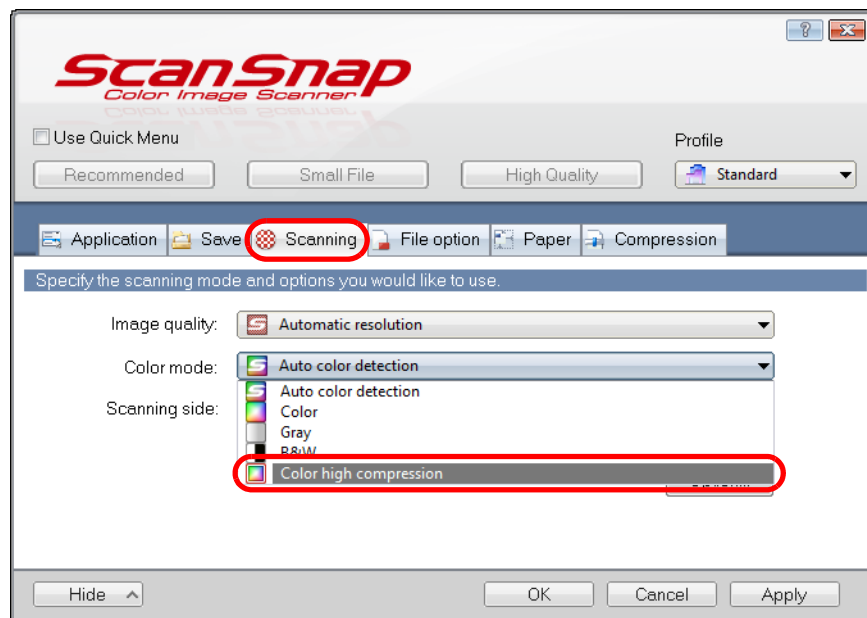 ScanSnap
Color Image Scanner
Use Quick Menu
Profile
Recommended Small File High Quality Standard
Application Save Scanning File option Paper Compression
Specify the scanning mode and options you would like to use.
Image quality: Automatic resolution
Color mode: Auto color detection
Auto color detection
Scanning side: Color
Gray
B&W
Color high compression
Hide OK Cancel Apply